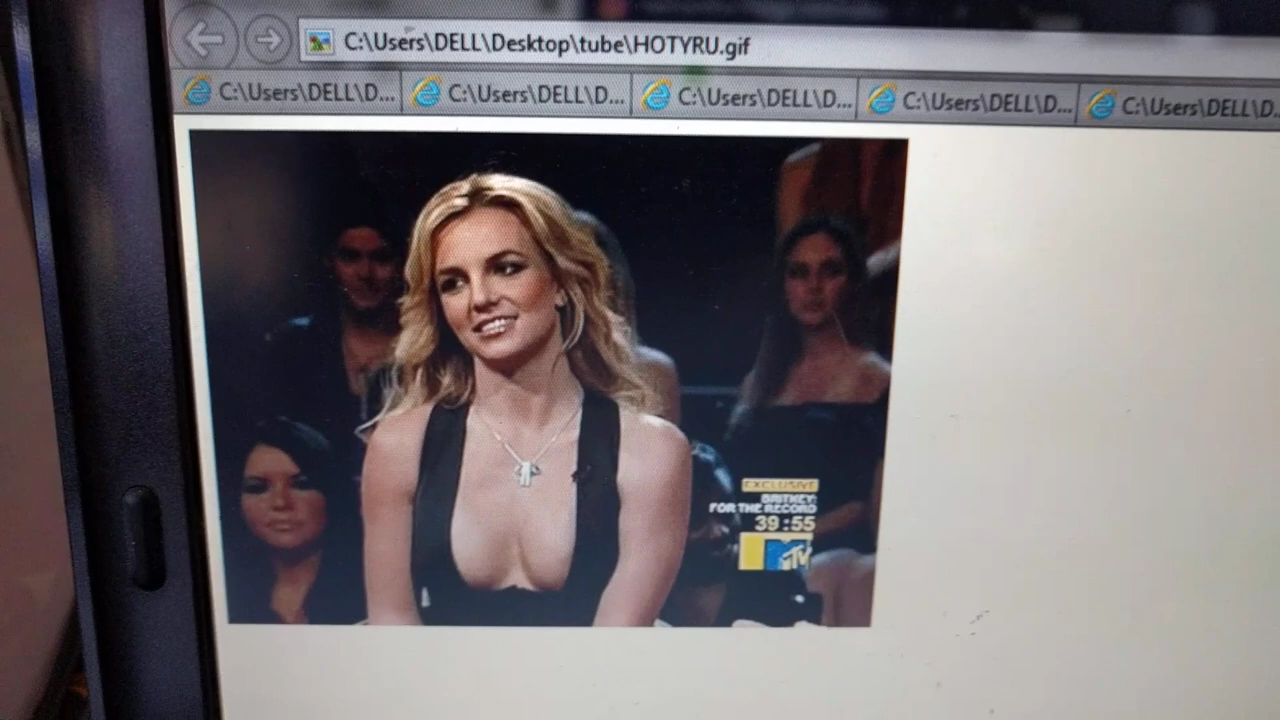 C:\Users\DELL\Desktop\tube\HOTYRU.gif
C:\Users\DELL\D... C:\Users\DELL\D... C:\Users\DELL\D... C:\Users\DELL\D... C:\Users\DELL\D.
EXCLUSIVE
BRITNEY:
FOR THE RECORD
39:55
MTV